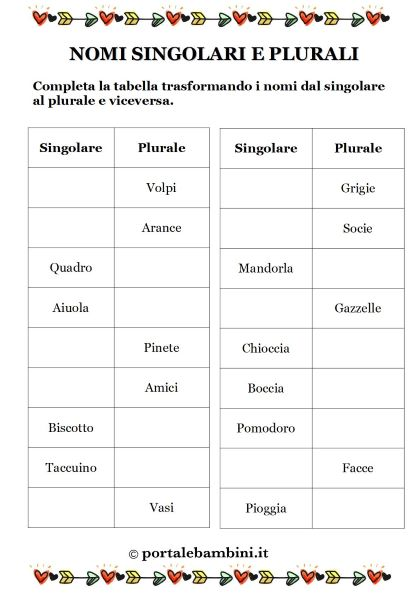 NOMI SINGOLARI E PLURALI
Completa la tabella trasformando i nomi dal singolare
al plurale e viceversa.
Singolare Plurale
Volpi
Arance
Quadro
Aiuola
Pinete
Amici
Biscotto
Taccuino
Vasi
Singolare Plurale
Grigie
Socie
Mandorla
Gazzelle
Chioccia
Boccia
Pomodoro
Facce
Pioggia
© portalebambini.it